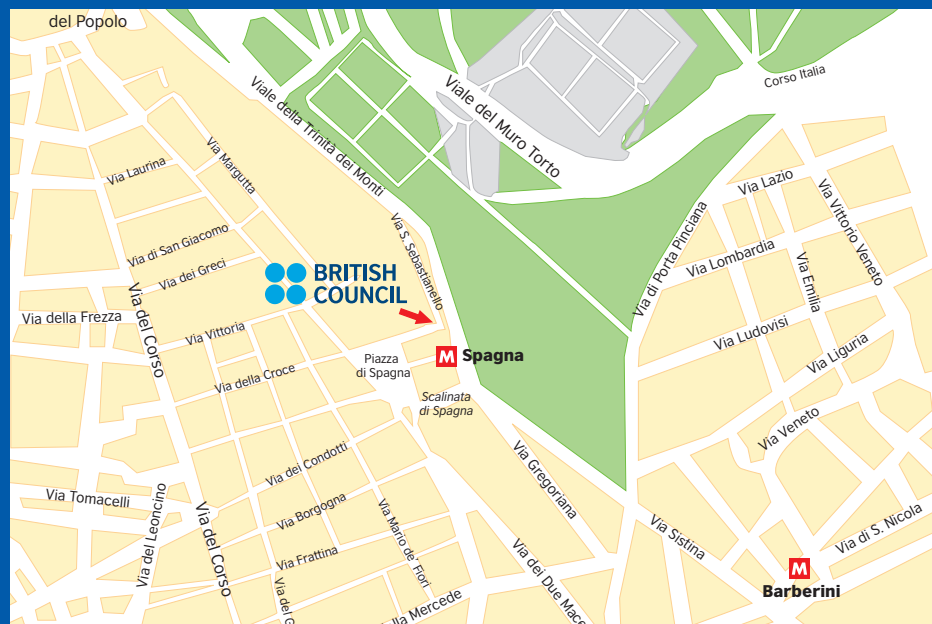 del Popolo
Corso Italia
Viale della Trinità dei Monti
Viale del Muro Torto
Via Margutta
Via Laurina
Via Lazio
Via Vittorio Veneto
Via di Porta Pinciana
Via S. Sebastianello
Via di San Giacomo
Via dei Greci
Via Lombardia
Via Emilia
BRITISH
COUNCIL
Via della Frezza
Via del Corso
Via Vittoria
Via Ludovisi
Via Liguria
M Spagna
Piazza
di Spagna
Via della Croce
Scalinata
di Spagna
Via Veneto
Via Gregoriana
Via dei Condotti
Via Tomacelli
Via del Leoncino
Via del Corso
Via Borgogna
Via Mario de' Fiori
Via Sistina
Via di S. Nicola
Via Frattina
Via dei Due Mace
M
Barberini
Via del G
lla Mercede